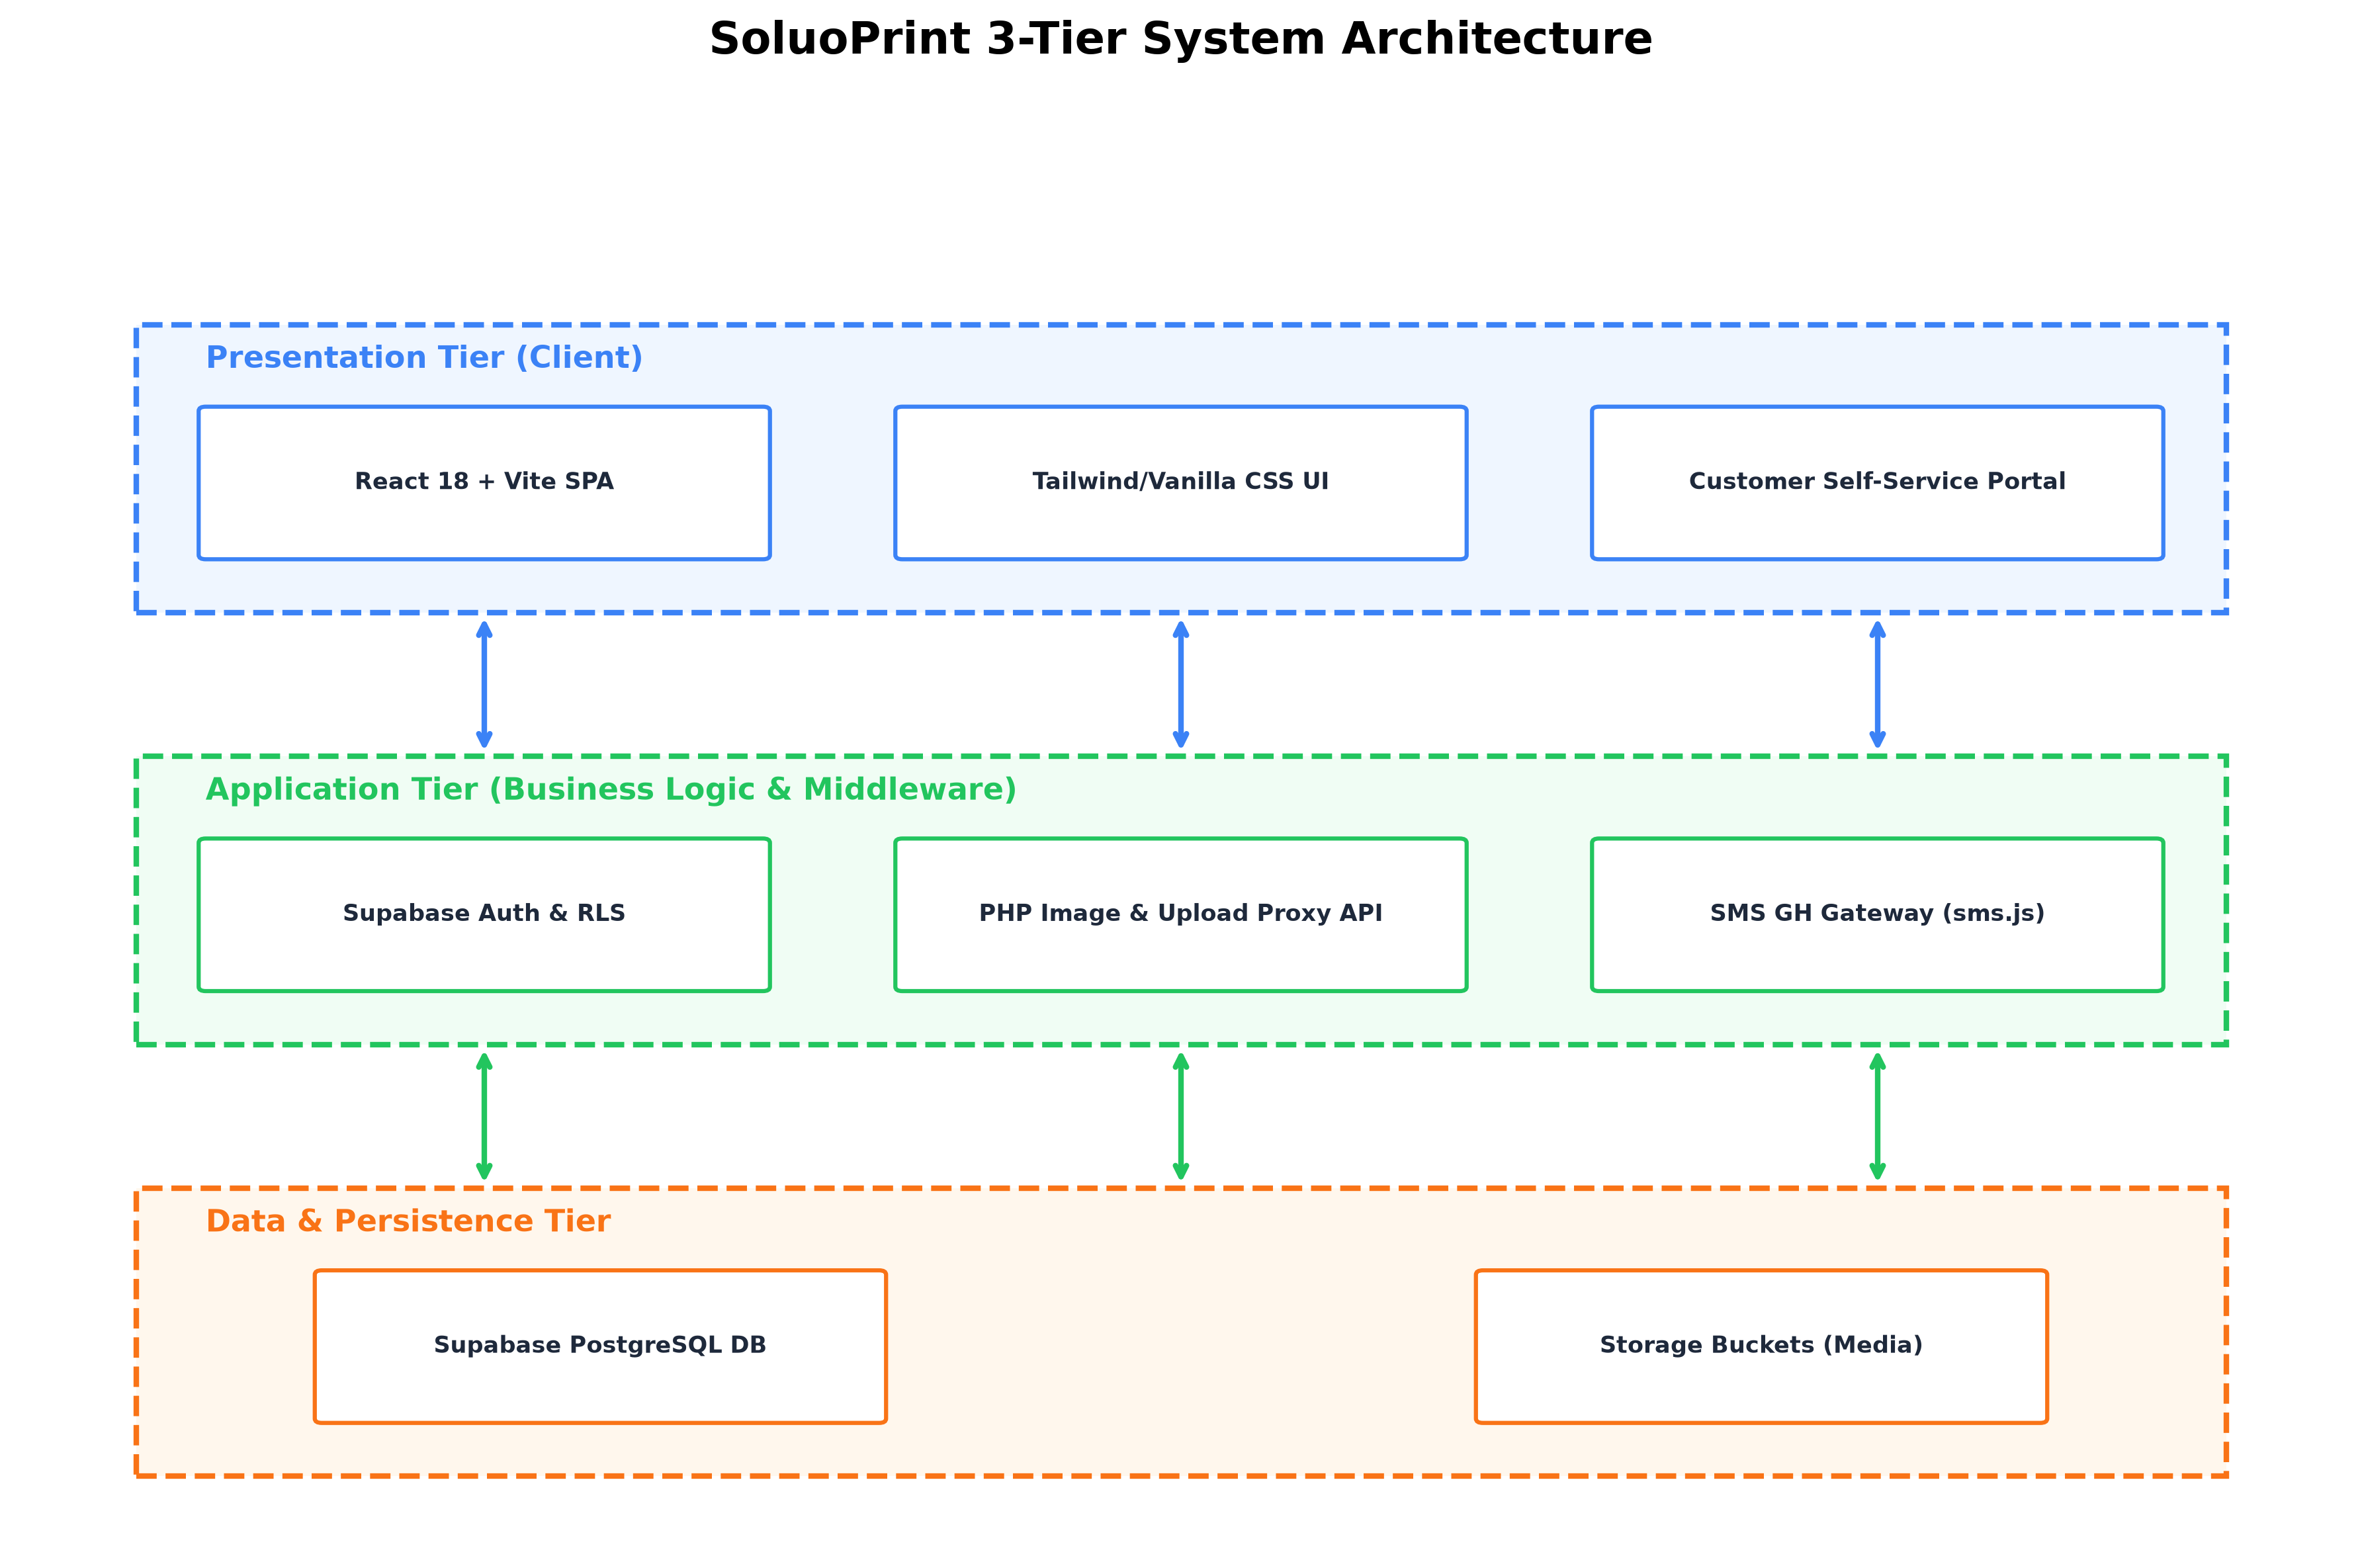 SoluoPrint 3-Tier System Architecture
Presentation Tier (Client)
React 18 + Vite SPA
Tailwind/Vanilla CSS UI
Customer Self-Service Portal
Application Tier (Business Logic & Middleware)
Supabase Auth & RLS
PHP Image & Upload Proxy API
SMS GH Gateway (sms.js)
Data & Persistence Tier
Supabase PostgreSQL DB
Storage Buckets (Media)